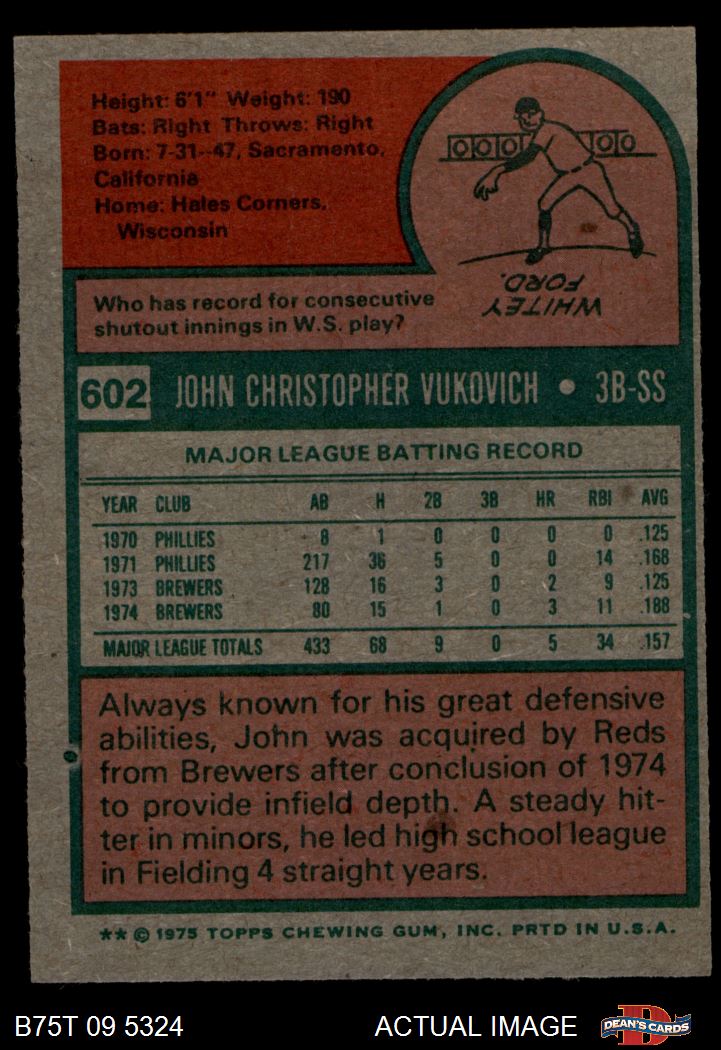 Height: 6'1" Weight: 190
Bats: Right Throws: Right
Born: 7-31-47, Sacramento,
California
Home: Hales Corners,
Wisconsin
Who has record for consecutive
shutout innings in W.S. play?
WHITEY
FORD.
602 JOHN CHRISTOPHER VUKOVICH • 3B-SS
MAJOR LEAGUE BATTING RECORD
YEAR CLUB AB H 2B 3B HR RBI AVG
1970 PHILLIES 8 1 0 0 0 0 .125
1971 PHILLIES 217 36 5 0 0 14 .168
1973 BREWERS 128 16 3 0 2 9 .125
1974 BREWERS 80 15 1 0 3 11 .188
MAJOR LEAGUE TOTALS 433 68 9 0 5 34 .157
Always known for his great defensive
abilities, John was acquired by Reds
from Brewers after conclusion of 1974
to provide infield depth. A steady hit-
ter in minors, he led high school league
in Fielding 4 straight years.
** © 1975 TOPPS CHEWING GUM, INC. PRTD IN U.S.A.
B75T 09 5324 ACTUAL IMAGE DEAN'S CARDS